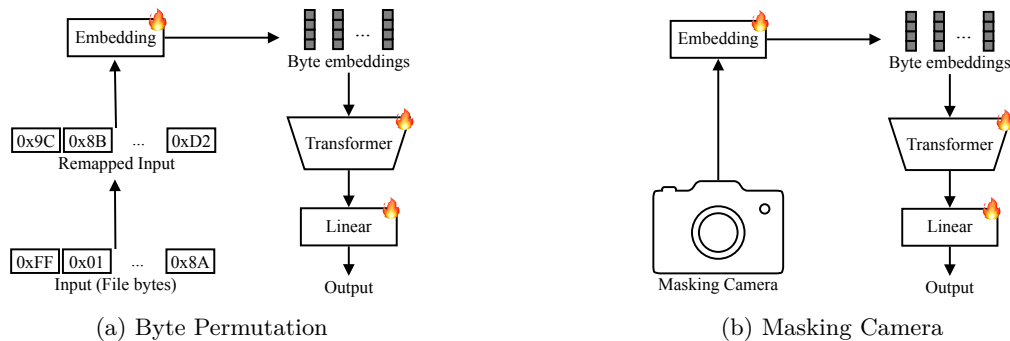 Embedding
Byte embeddings
0x9C 0x8B ... 0xD2
Remapped Input
Transformer
Linear
0xFF 0x01 ... 0x8A
Input (File bytes)
Output
(a) Byte Permutation
Embedding
...
Byte embeddings
Transformer
Linear
Masking Camera
Output
(b) Masking Camera